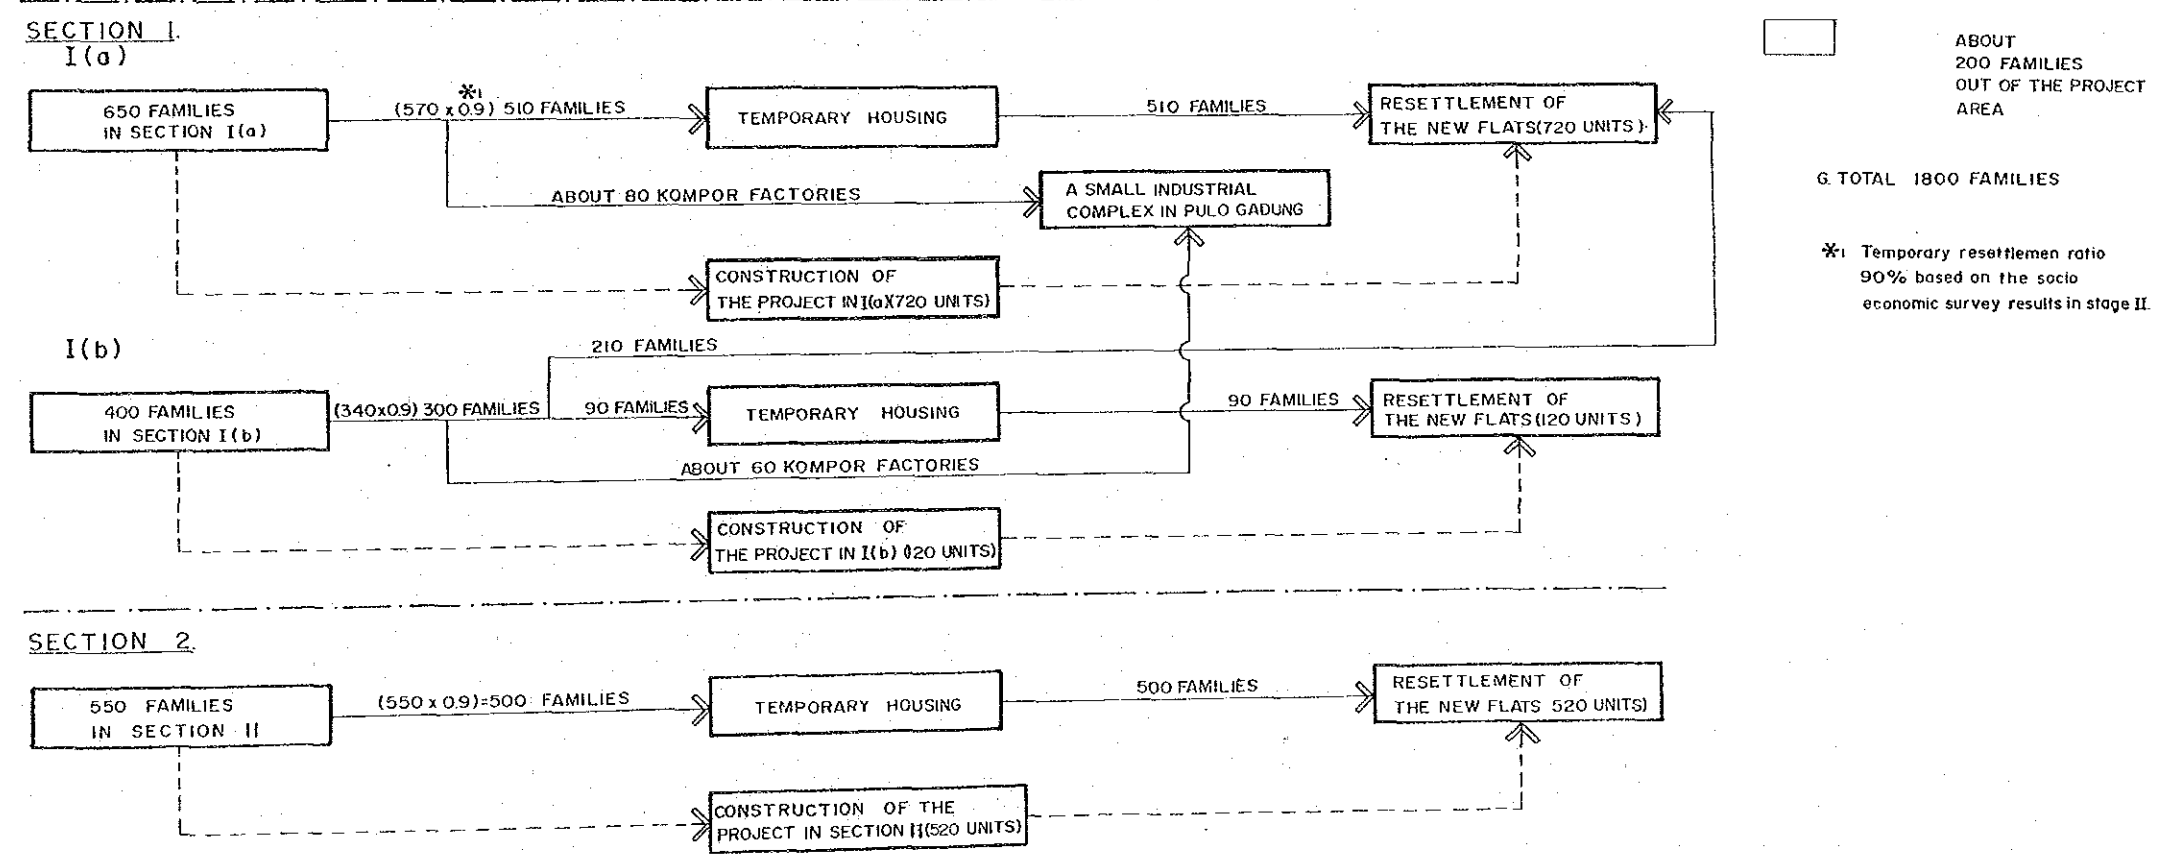 SECTION 1.
I(a)
650 FAMILIES
IN SECTION I(a)
*1
(570 x 0.9) 510 FAMILIES
TEMPORARY HOUSING
510 FAMILIES
RESETTLEMENT OF
THE NEW FLATS(720 UNITS).
ABOUT 80 KOMPOR FACTORIES
A SMALL INDUSTRIAL
COMPLEX IN PULO GADUNG
CONSTRUCTION OF
THE PROJECT IN I(a)(720 UNITS)
I(b)
210 FAMILIES
400 FAMILIES
IN SECTION I(b)
(340x0.9) 300 FAMILIES
90 FAMILIES
TEMPORARY HOUSING
90 FAMILIES
RESETTLEMENT OF
THE NEW FLATS(120 UNITS)
ABOUT 60 KOMPOR FACTORIES
CONSTRUCTION OF
THE PROJECT IN I(b) (120 UNITS)
SECTION 2.
550 FAMILIES
IN SECTION II
(550 x 0.9)=500 FAMILIES
TEMPORARY HOUSING
500 FAMILIES
RESETTLEMENT OF
THE NEW FLATS 520 UNITS)
CONSTRUCTION OF THE
PROJECT IN SECTION II(520 UNITS)
ABOUT
200 FAMILIES
OUT OF THE PROJECT
AREA
G. TOTAL 1800 FAMILIES
*1 Temporary resettlemen ratio
90% based on the socio
economic survey results in stage II.